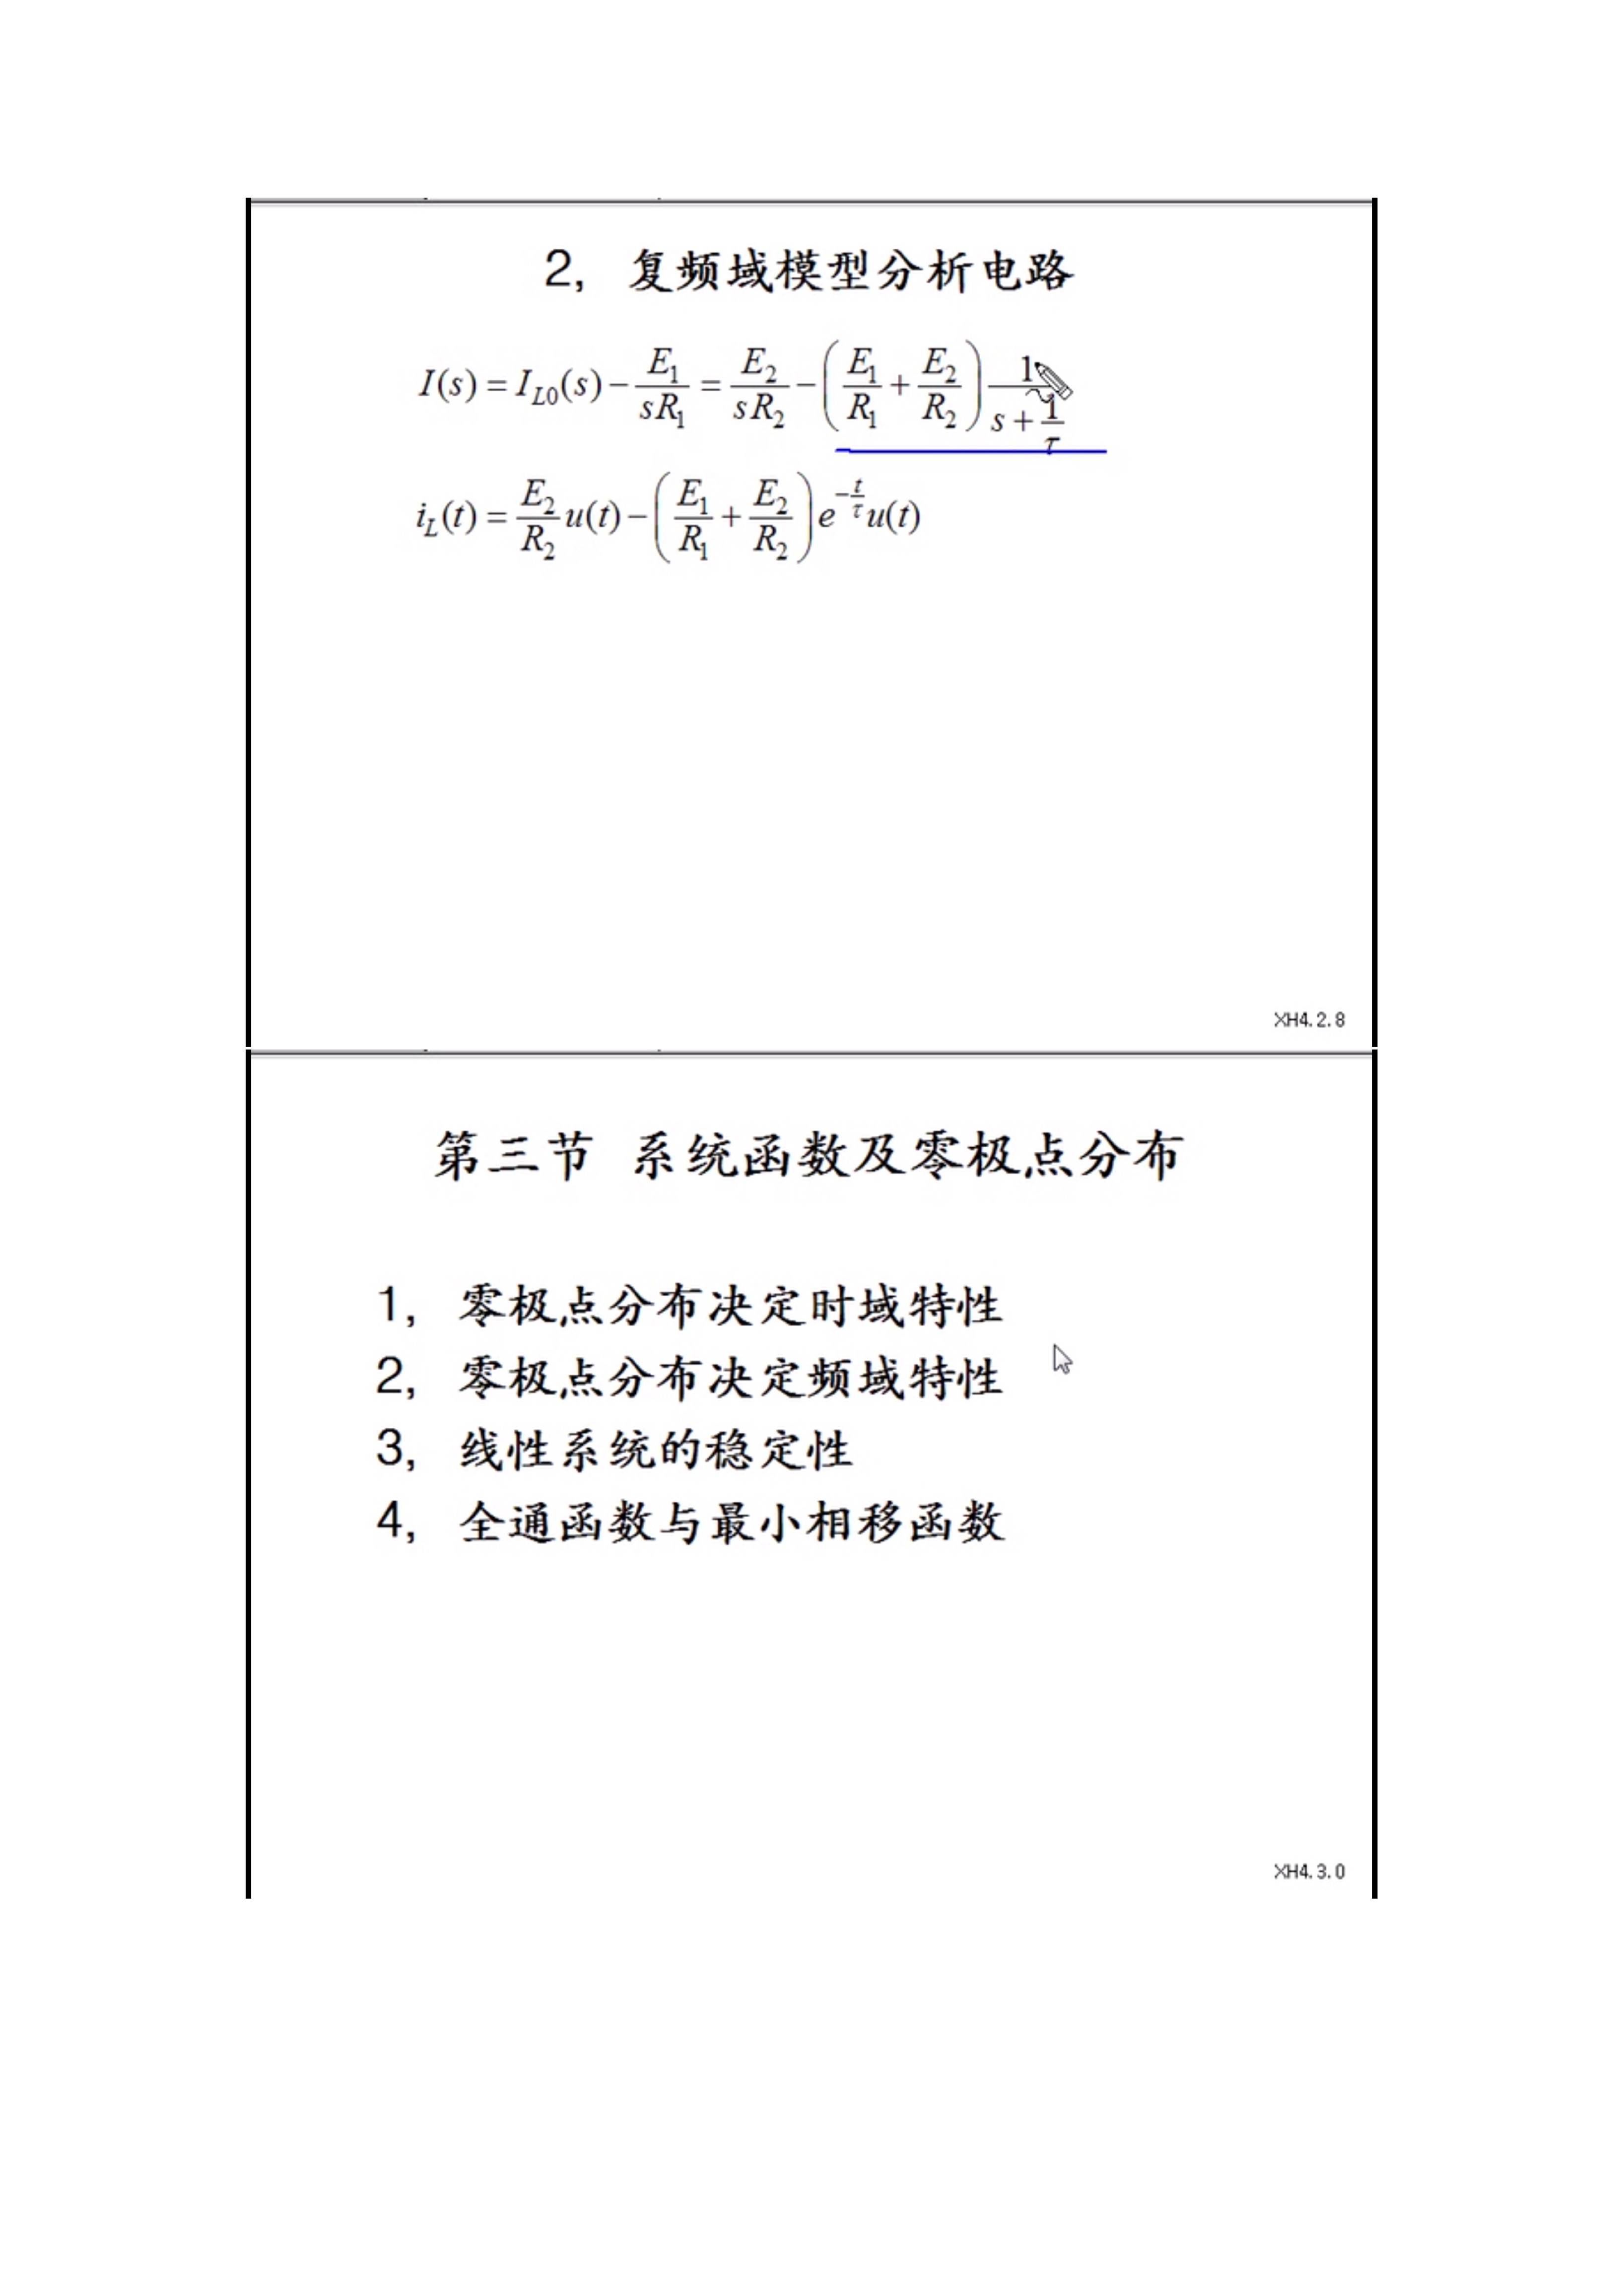 2, 复频域模型分析电路
I(s) = I_{L0}(s) - \frac{E_1}{sR_1} = \frac{E_2}{sR_2} - \left(\frac{E_1}{R_1} + \frac{E_2}{R_2}\right)\frac{1}{s+\frac{1}{τ}}
i_L(t) = \frac{E_2}{R_2}u(t) - \left(\frac{E_1}{R_1} + \frac{E_2}{R_2}\right)e^{-\frac{t}{τ}}u(t)
XH4.2.8
第三节 系统函数及零极点分布
1, 零极点分布决定时域特性
2, 零极点分布决定频域特性
3, 线性系统的稳定性
4, 全通函数与最小相移函数
XH4.3.0